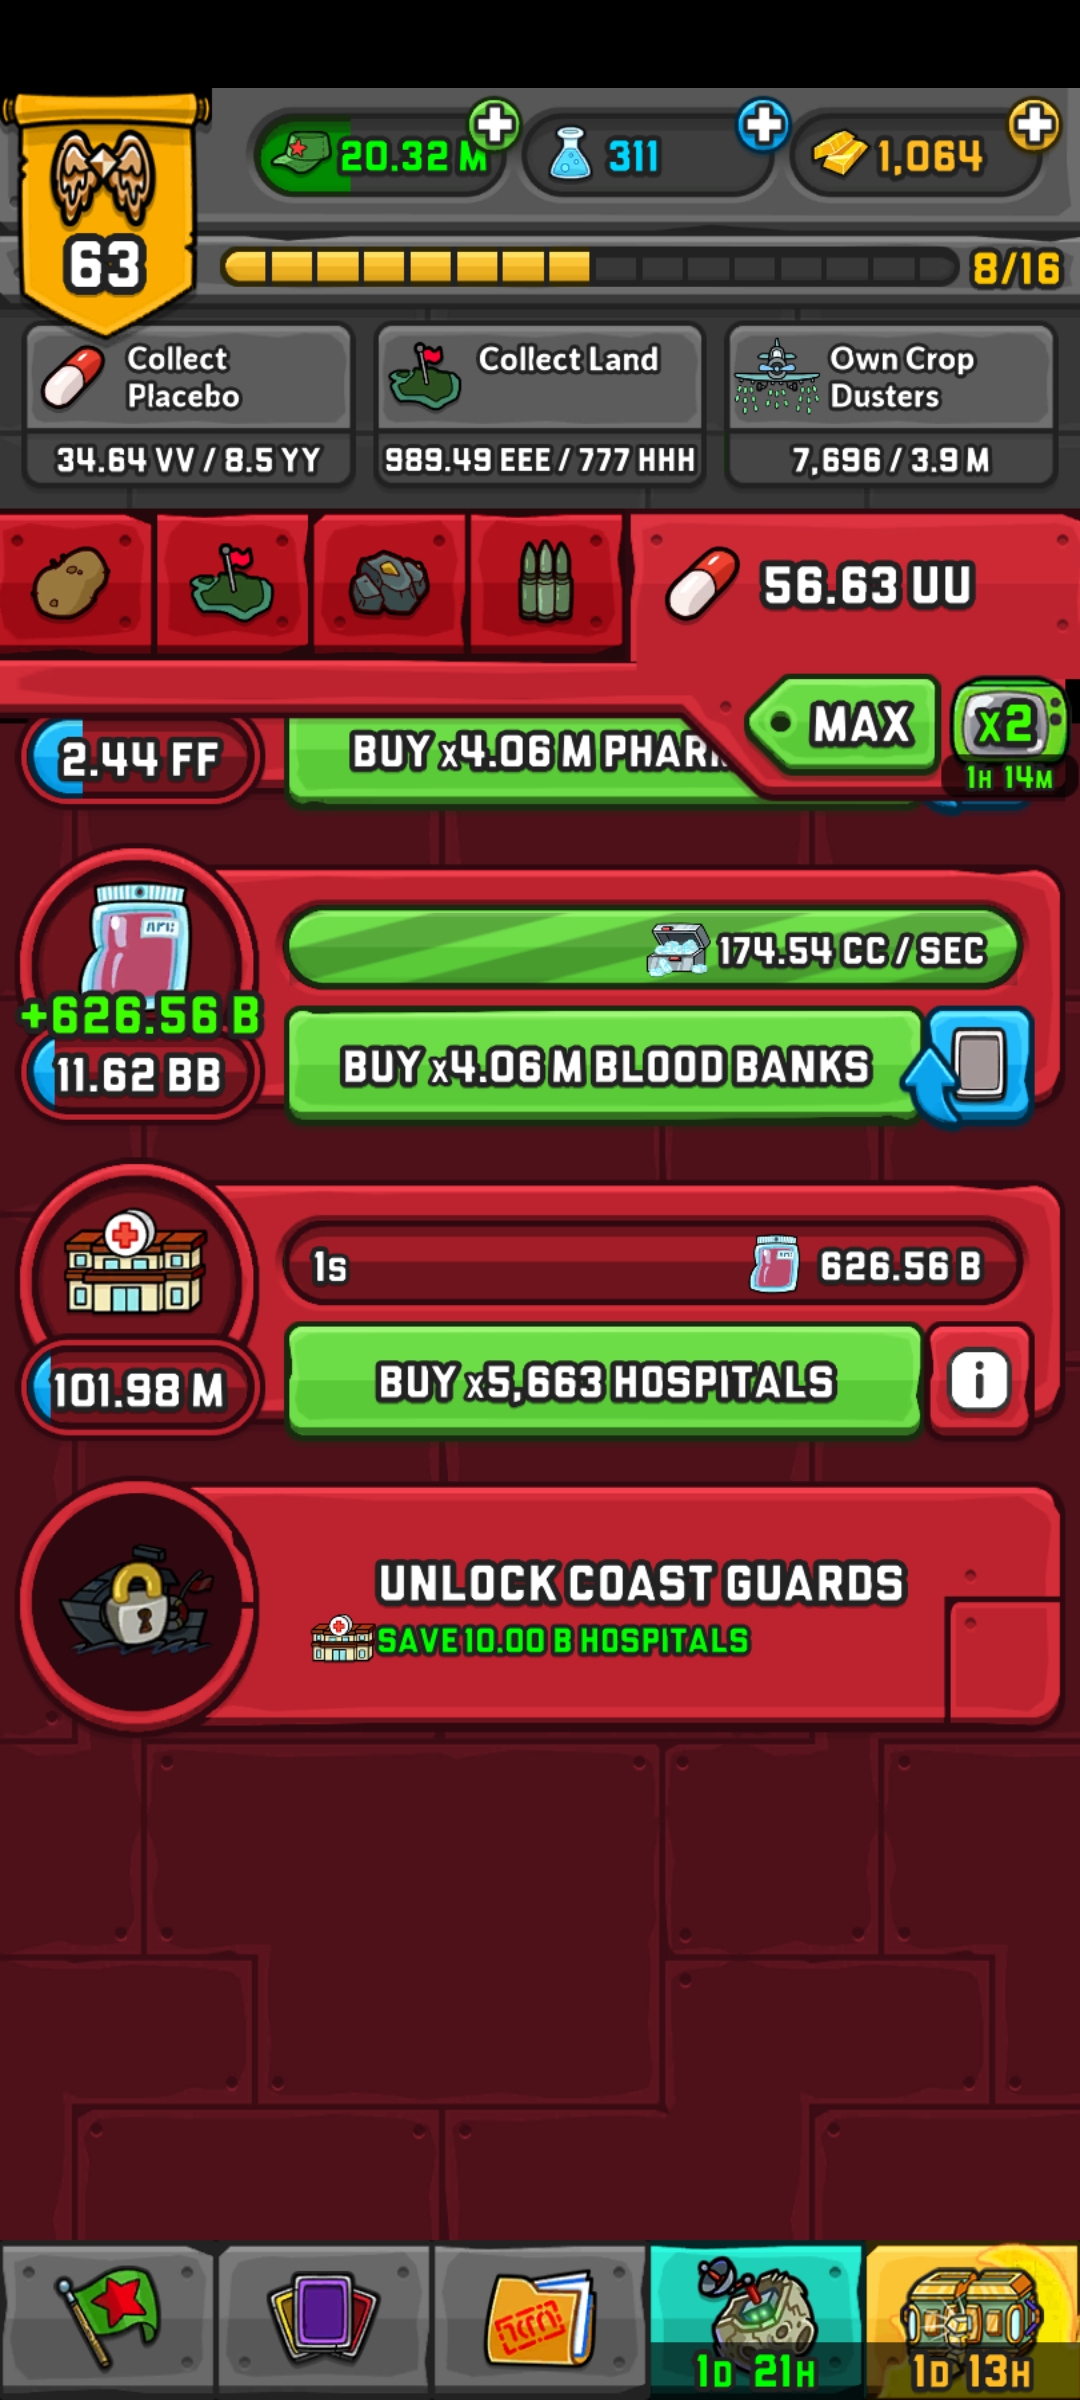 63
20.32 M
311
1,064
8/16
Collect Placebo
34.64 VV / 8.5 YY
Collect Land
989.49 EEE / 777 HHH
Own Crop Dusters
7,696 / 3.9 M
56.63 UU
MAX
x2
1H 14M
2.44 FF
BUY x4.06 M
174.54 CC / SEC
+626.56 B
11.62 BB
BUY x4.06 M BLOOD BANKS
1s
626.56 B
101.98 M
BUY x5,663 HOSPITALS
i
UNLOCK COAST GUARDS
SAVE 10.00 B HOSPITALS
1D 21H
1D 13H